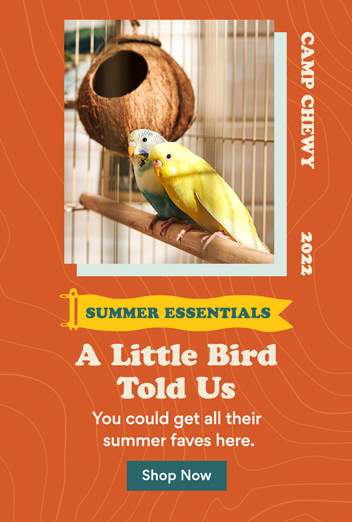 CAMP CHEWY 2022
SUMMER ESSENTIALS
A Little Bird
Told Us
You could get all their
summer faves here.
Shop Now